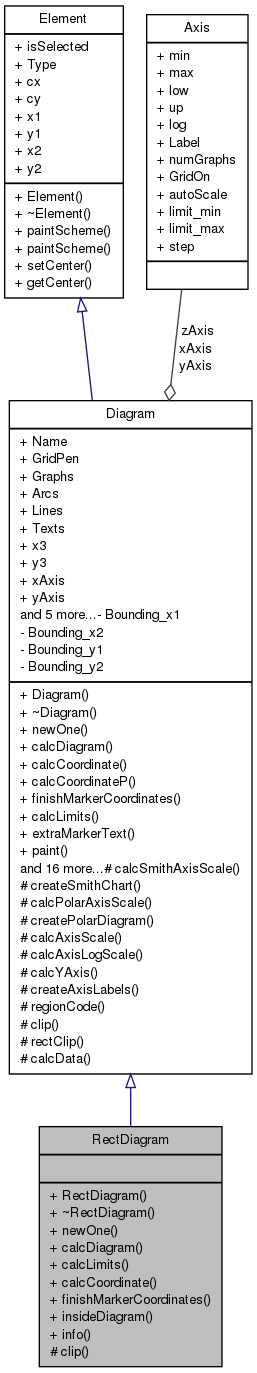 Element
+ isSelected
+ Type
+ cx
+ cy
+ x1
+ y1
+ x2
+ y2
+ Element()
+ ~Element()
+ paintScheme()
+ paintScheme()
+ setCenter()
+ getCenter()
Axis
+ min
+ max
+ low
+ up
+ log
+ Label
+ numGraphs
+ GridOn
+ autoScale
+ limit_min
+ limit_max
+ step
zAxis
xAxis
yAxis
Diagram
+ Name
+ GridPen
+ Graphs
+ Arcs
+ Lines
+ Texts
+ x3
+ y3
+ xAxis
+ yAxis
and 5 more...- Bounding_x1
- Bounding_x2
- Bounding_y1
- Bounding_y2
+ Diagram()
+ ~Diagram()
+ newOne()
+ calcDiagram()
+ calcCoordinate()
+ calcCoordinateP()
+ finishMarkerCoordinates()
+ calcLimits()
+ extraMarkerText()
+ paint()
and 16 more...# calcSmithAxisScale()
# createSmithChart()
# calcPolarAxisScale()
# createPolarDiagram()
# calcAxisScale()
# calcAxisLogScale()
# calcYAxis()
# createAxisLabels()
# regionCode()
# clip()
# rectClip()
# calcData()
RectDiagram
+ RectDiagram()
+ ~RectDiagram()
+ newOne()
+ calcDiagram()
+ calcLimits()
+ calcCoordinate()
+ finishMarkerCoordinates()
+ insideDiagram()
+ info()
# clip()